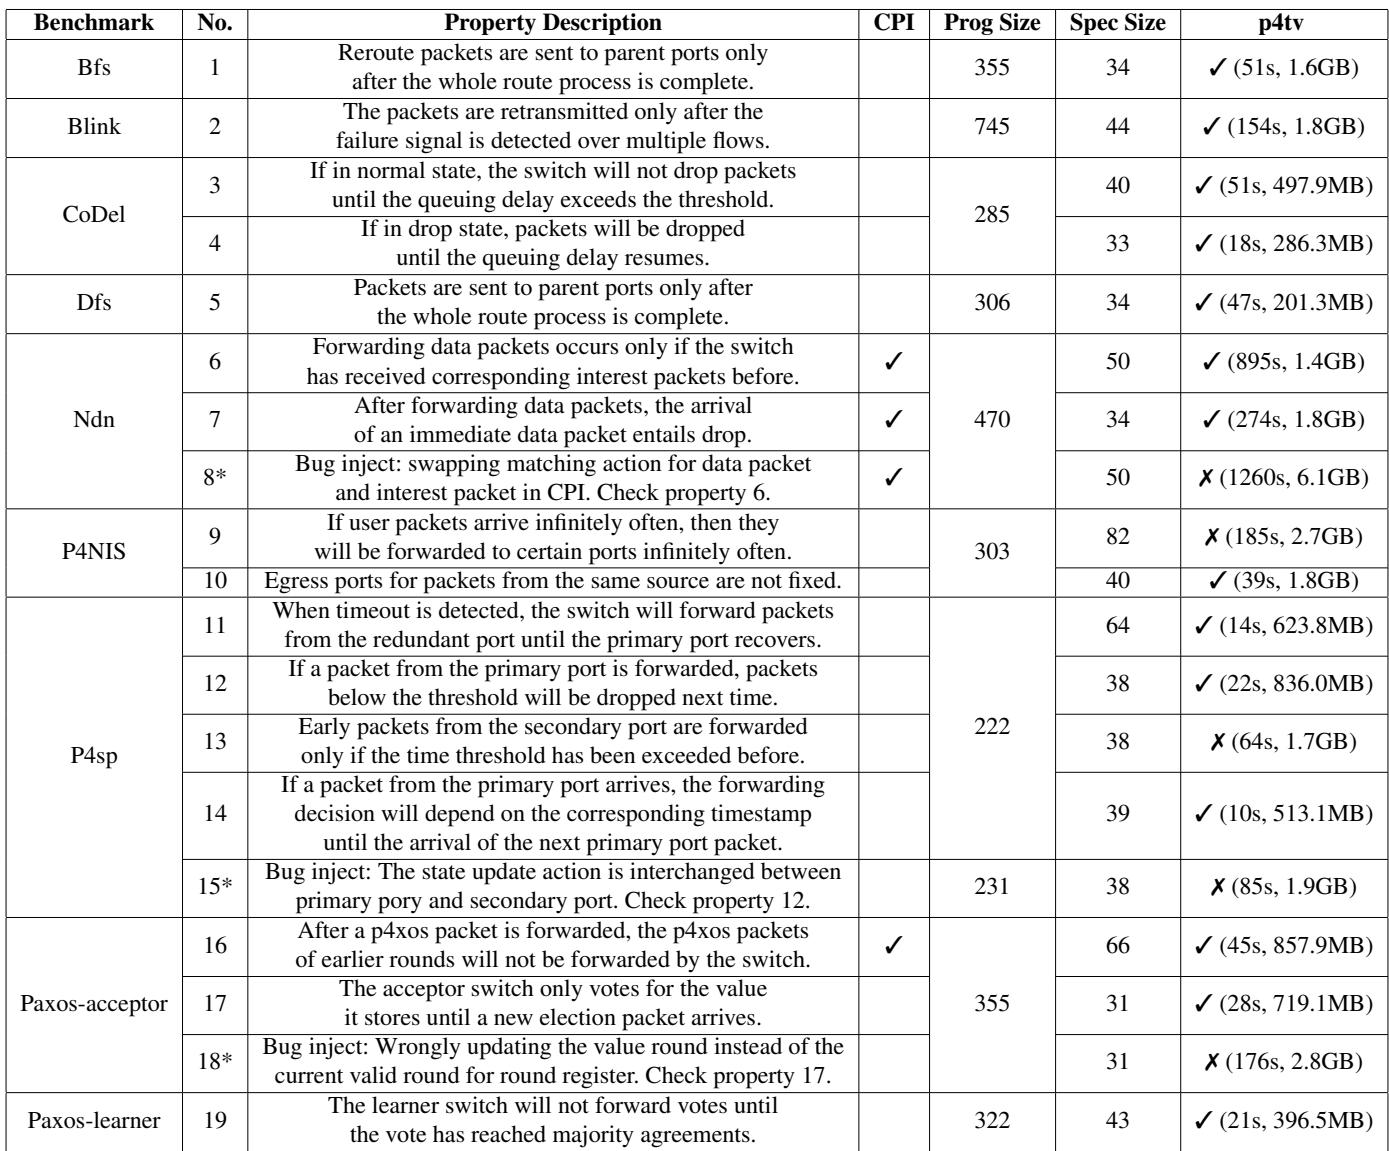 Benchmark No. Property Description CPI Prog Size Spec Size p4tv
Bfs 1 Reroute packets are sent to parent ports only
after the whole route process is complete. 355 34 ✓ (51s, 1.6GB)
Blink 2 The packets are retransmitted only after the
failure signal is detected over multiple flows. 745 44 ✓ (154s, 1.8GB)
CoDel 3 If in normal state, the switch will not drop packets
until the queuing delay exceeds the threshold. 285 40 ✓ (51s, 497.9MB)
4 If in drop state, packets will be dropped
until the queuing delay resumes. 33 ✓ (18s, 286.3MB)
Dfs 5 Packets are sent to parent ports only after
the whole route process is complete. 306 34 ✓ (47s, 201.3MB)
Ndn 6 Forwarding data packets occurs only if the switch
has received corresponding interest packets before. ✓ 470 50 ✓ (895s, 1.4GB)
7 After forwarding data packets, the arrival
of an immediate data packet entails drop. ✓ 34 ✓ (274s, 1.8GB)
8* Bug inject: swapping matching action for data packet
and interest packet in CPI. Check property 6. ✓ 50 ✗ (1260s, 6.1GB)
P4NIS 9 If user packets arrive infinitely often, then they
will be forwarded to certain ports infinitely often. 303 82 ✗ (185s, 2.7GB)
10 Egress ports for packets from the same source are not fixed. 40 ✓ (39s, 1.8GB)
P4sp 11 When timeout is detected, the switch will forward packets
from the redundant port until the primary port recovers. 222 64 ✓ (14s, 623.8MB)
12 If a packet from the primary port is forwarded, packets
below the threshold will be dropped next time. 38 ✓ (22s, 836.0MB)
13 Early packets from the secondary port are forwarded
only if the time threshold has been exceeded before. 38 ✗ (64s, 1.7GB)
14 If a packet from the primary port arrives, the forwarding
decision will depend on the corresponding timestamp
until the arrival of the next primary port packet. 39 ✓ (10s, 513.1MB)
15* Bug inject: The state update action is interchanged between
primary pory and secondary port. Check property 12. 231 38 ✗ (85s, 1.9GB)
Paxos-acceptor 16 After a p4xos packet is forwarded, the p4xos packets
of earlier rounds will not be forwarded by the switch. ✓ 355 66 ✓ (45s, 857.9MB)
17 The acceptor switch only votes for the value
it stores until a new election packet arrives. 31 ✓ (28s, 719.1MB)
18* Bug inject: Wrongly updating the value round instead of the
current valid round for round register. Check property 17. 31 ✗ (176s, 2.8GB)
Paxos-learner 19 The learner switch will not forward votes until
the vote has reached majority agreements. 322 43 ✓ (21s, 396.5MB)